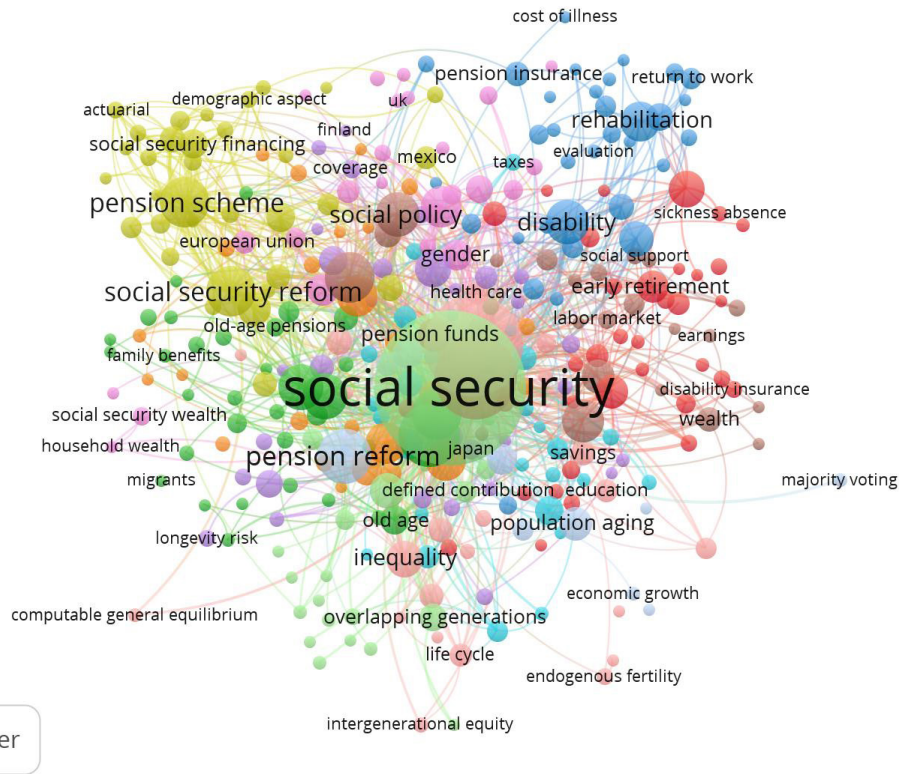 cost of illness
pension insurance
return to work
actuarial
demographic aspect
uk
rehabilitation
social security financing
finland
coverage
mexico
taxes
evaluation
pension scheme
social policy
disability
sickness absence
european union
gender
social support
social security reform
health care
early retirement
old-age pensions
pension funds
labor market
earnings
family benefits
social security
disability insurance
social security wealth
wealth
household wealth
pension reform
japan
savings
migrants
defined contribution
education
majority voting
old age
population aging
longevity risk
inequality
economic growth
computable general equilibrium
overlapping generations
life cycle
endogenous fertility
intergenerational equity
er